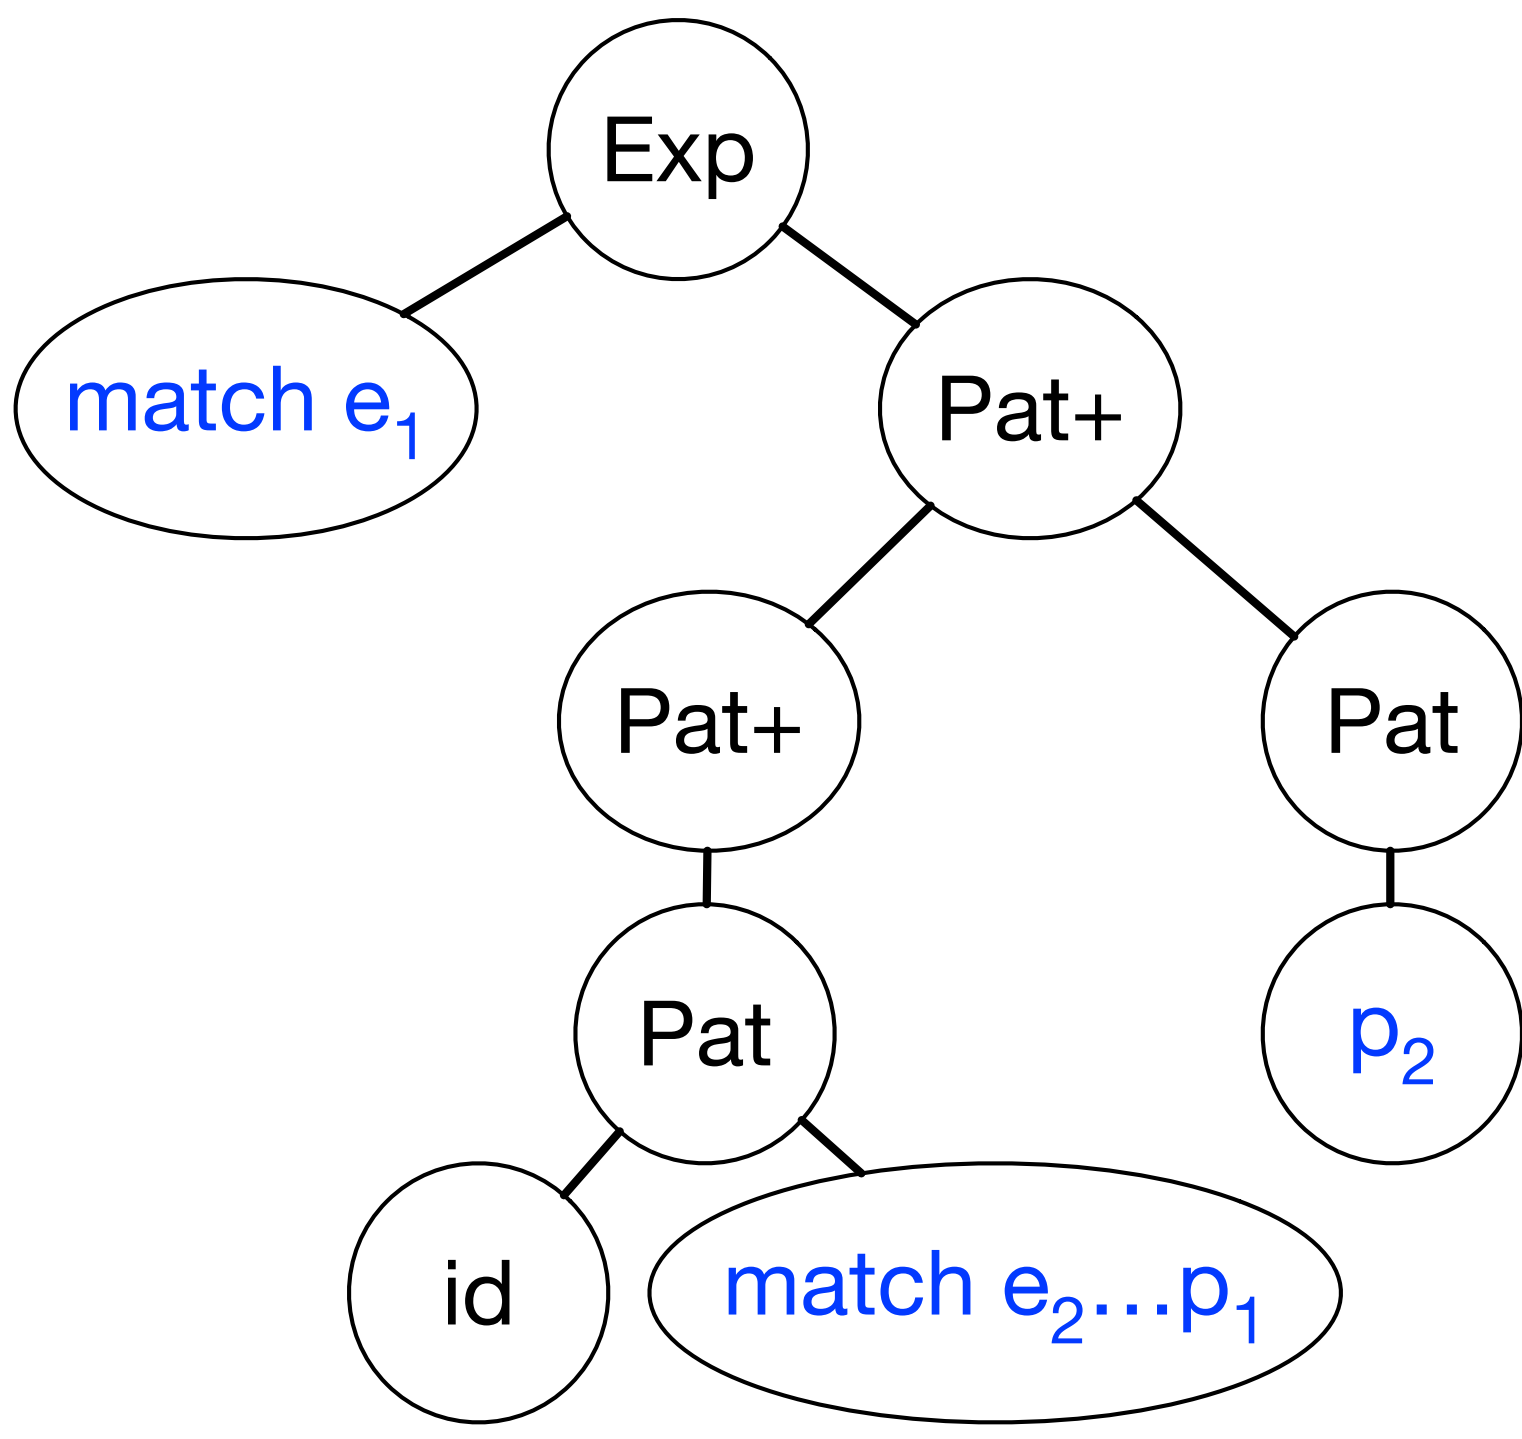 Exp
match e₁
Pat+
Pat+
Pat
Pat
p₂
id
match e₂...p₁